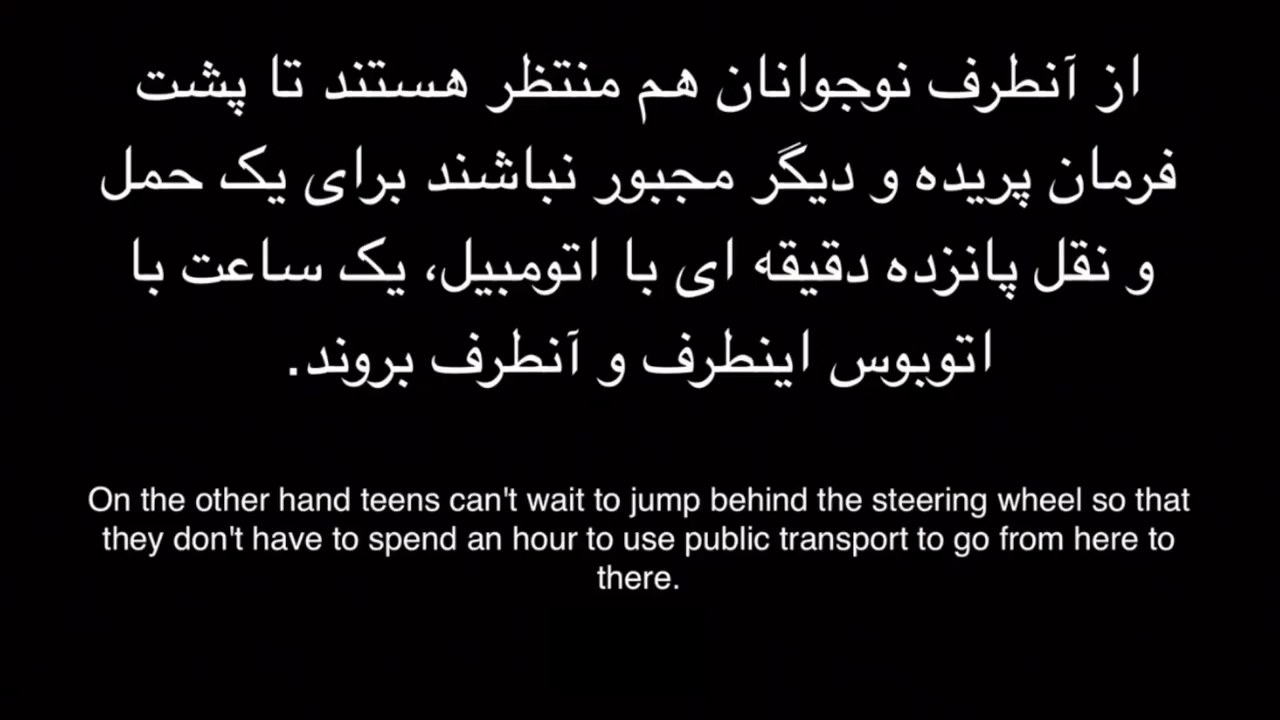 از آنطرف نوجوانان هم منتظر هستند تا پشت
فرمان پریده و دیگر مجبور نباشند برای یک حمل
و نقل پانزده دقیقه ای با اتومبیل، یک ساعت با
اتوبوس اینطرف و آنطرف بروند.
On the other hand teens can't wait to jump behind the steering wheel so that
they don't have to spend an hour to use public transport to go from here to
there.